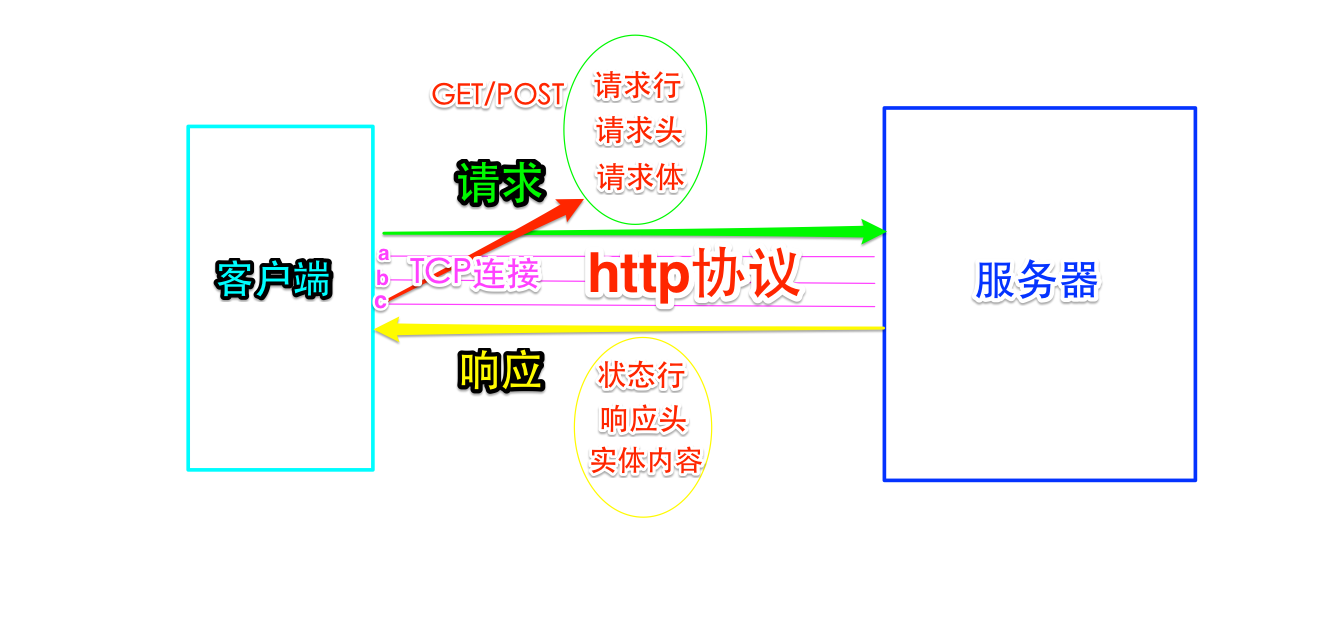 GET/POST
请求行
请求头
请求体
请求
a
b
c
TCP连接
http协议
客户端
服务器
响应
状态行
响应头
实体内容